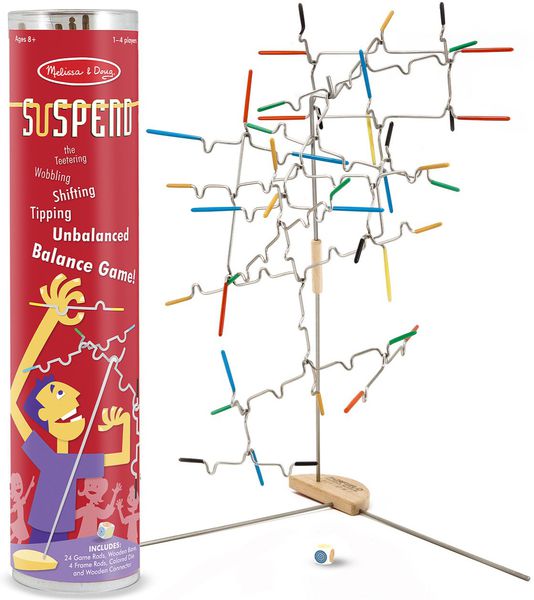 Ages 8+
1–4 players
Melissa & Doug
SUSPEND
the
Teetering
Wobbling
Shifting
Tipping
Unbalanced
Balance Game!
INCLUDES:
24 Game Rods, Wooden Base,
4 Frame Rods, Colored Die
and Wooden Connector
SUSPEND